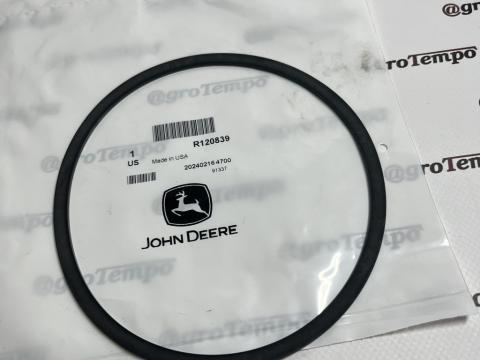 @groTempo
groTempo
@groTempo
R120839
1
US Made in USA
20240216 4700
91337
JOHN DEERE
@groTempo
@groTempo
@groTempo